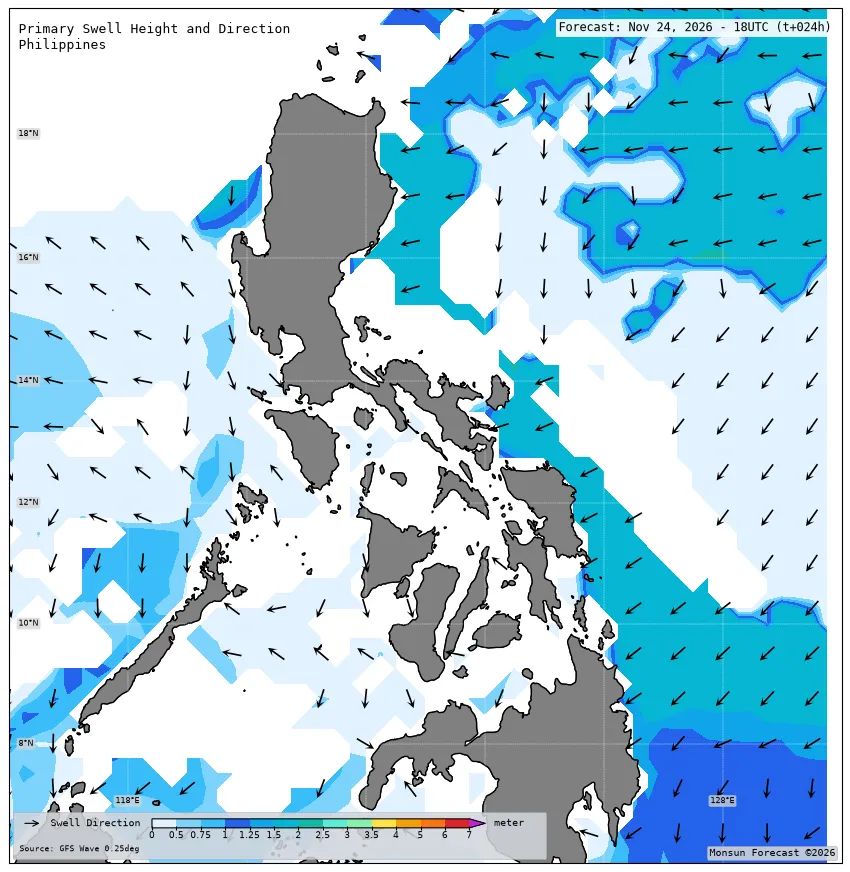 Primary Swell Height and Direction
Philippines
Forecast: Nov 24, 2026 - 18UTC (t+024h)
18°N
16°N
14°N
12°N
10°N
8°N
118°E
128°E
Swell Direction
meter
0 0.5 0.75 1 1.25 1.5 2 2.5 3 3.5 4 5 6 7
Source: GFS Wave 0.25deg
Monsun Forecast ©2026